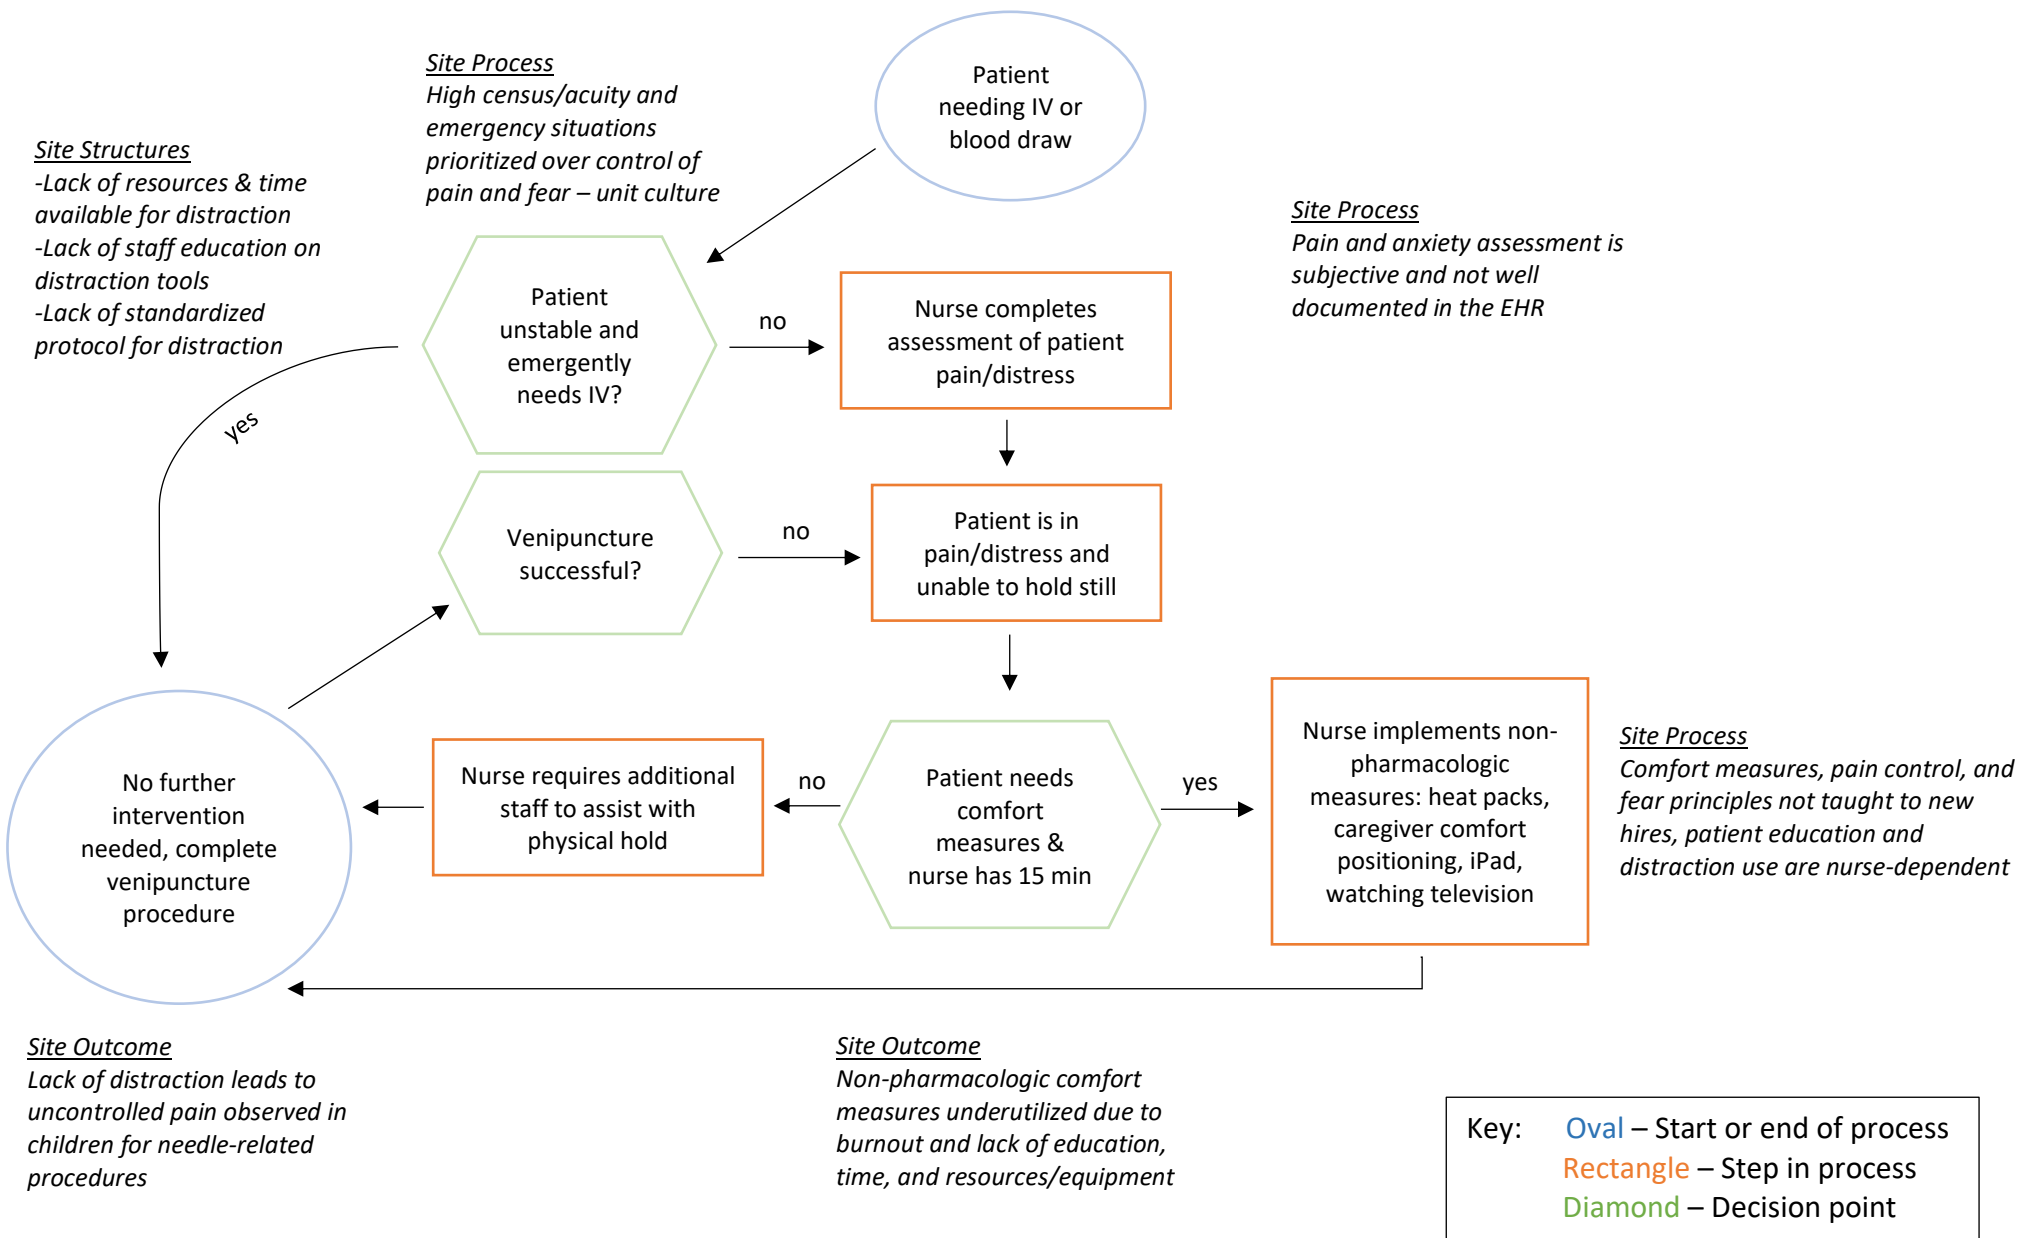 Patient
needing IV or
blood draw
Site Process
High census/acuity and
emergency situations
prioritized over control of
pain and fear – unit culture
Site Structures
-Lack of resources & time
available for distraction
-Lack of staff education on
distraction tools
-Lack of standardized
protocol for distraction
Site Process
Pain and anxiety assessment is
subjective and not well
documented in the EHR
Patient
unstable and
emergently
needs IV?
no
Nurse completes
assessment of patient
pain/distress
yes
Venipuncture
successful?
no
Patient is in
pain/distress and
unable to hold still
No further
intervention
needed, complete
venipuncture
procedure
Nurse requires additional
staff to assist with
physical hold
no
Patient needs
comfort
measures &
nurse has 15 min
yes
Nurse implements non-
pharmacologic
measures: heat packs,
caregiver comfort
positioning, iPad,
watching television
Site Process
Comfort measures, pain control, and
fear principles not taught to new
hires, patient education and
distraction use are nurse-dependent
Site Outcome
Lack of distraction leads to
uncontrolled pain observed in
children for needle-related
procedures
Site Outcome
Non-pharmacologic comfort
measures underutilized due to
burnout and lack of education,
time, and resources/equipment
Key: Oval – Start or end of process
Rectangle – Step in process
Diamond – Decision point